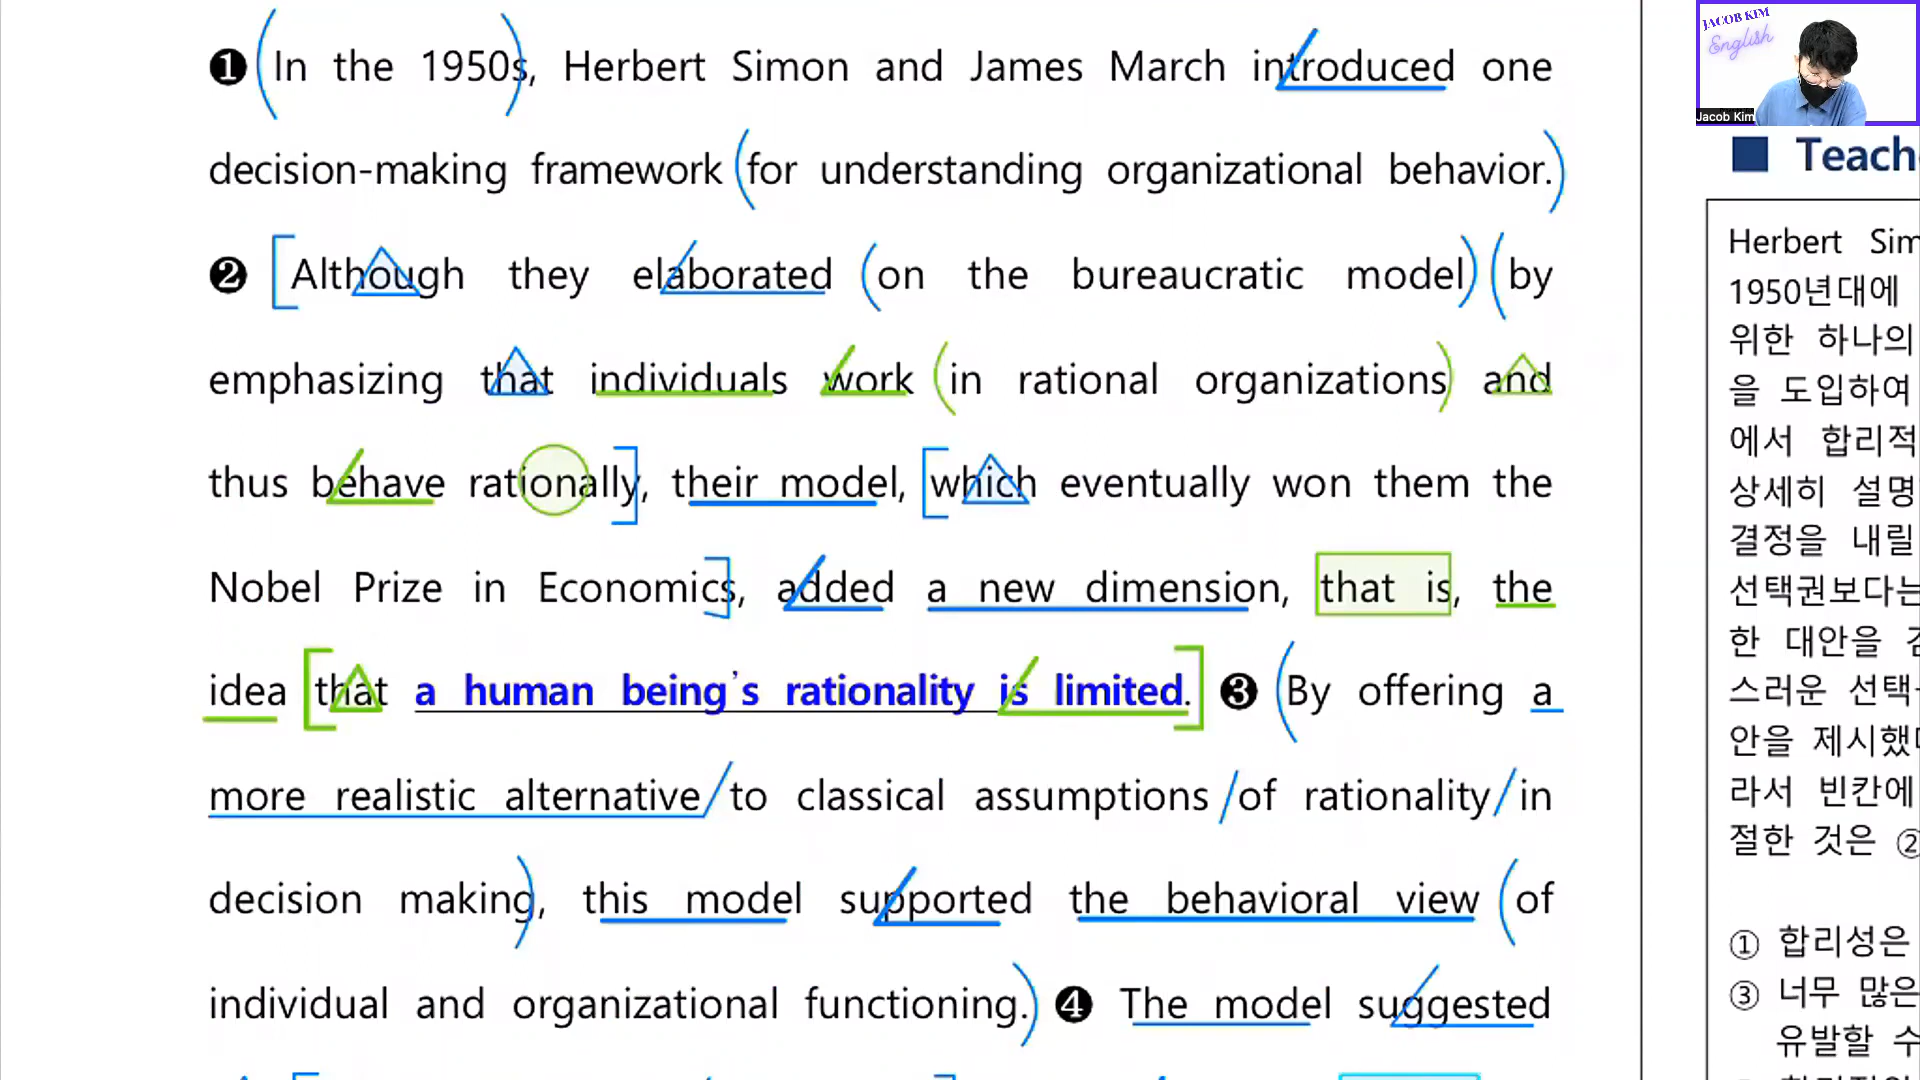 ❶ In the 1950s, Herbert Simon and James March introduced one
decision-making framework for understanding organizational behavior.
❷ Although they elaborated on the bureaucratic model by
emphasizing that individuals work in rational organizations and
thus behave rationally, their model, which eventually won them the
Nobel Prize in Economics, added a new dimension, that is, the
idea that a human being's rationality is limited. ❸ By offering a
more realistic alternative to classical assumptions of rationality in
decision making, this model supported the behavioral view of
individual and organizational functioning. ❹ The model suggested
JACOB KIM
English
Jacob Kim
■ Teach
Herbert Sim
1950년대에
위한 하나의
을 도입하여
에서 합리적
상세히 설명
결정을 내릴
선택권보다는
한 대안을
스러운 선택
안을 제시했
라서 빈칸에
절한 것은 ②
① 합리성은
③ 너무 많은
유발할 수